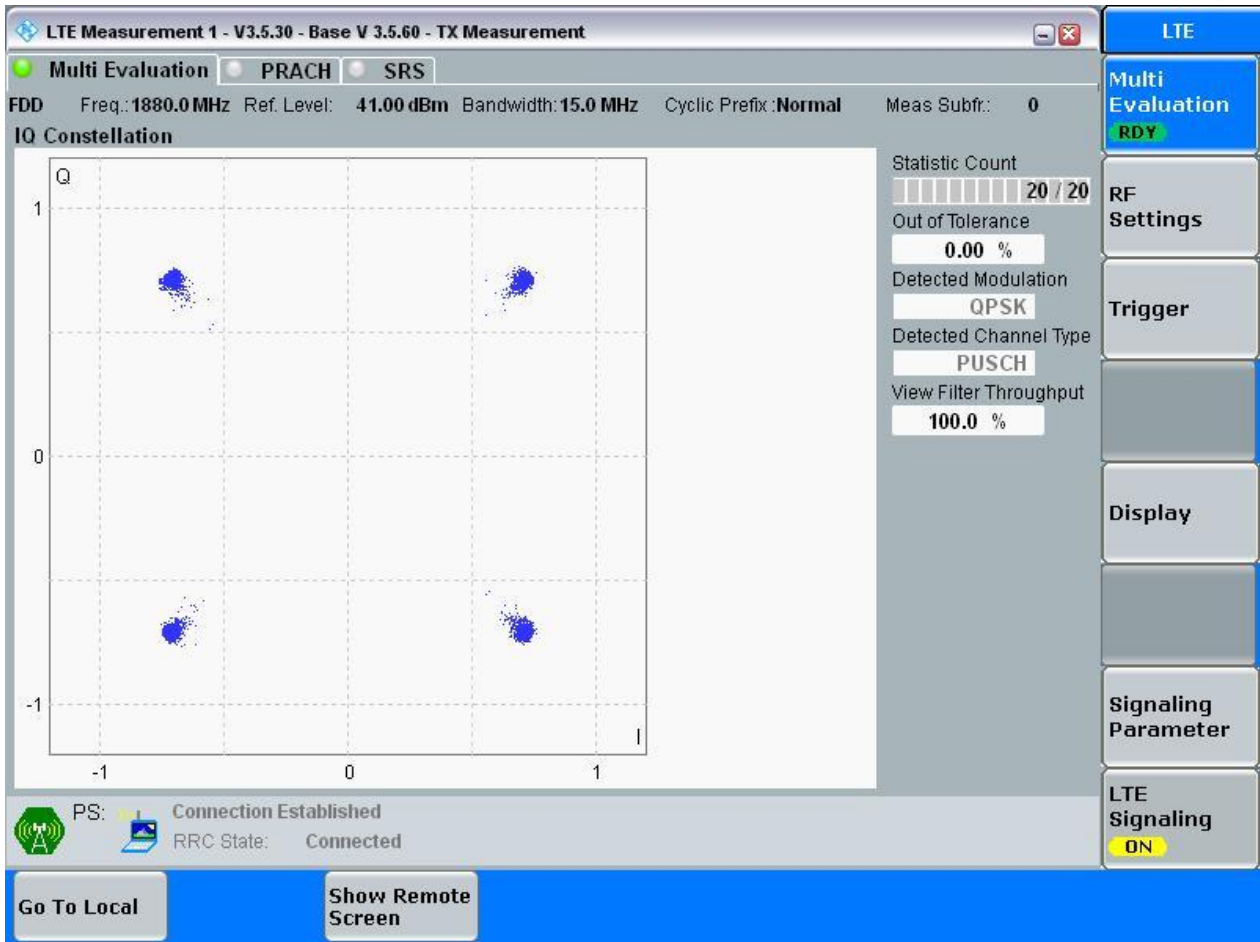 LTE Measurement 1 - V3.5.30 - Base V 3.5.60 - TX Measurement
LTE
Multi Evaluation PRACH SRS
FDD Freq.: 1880.0 MHz Ref. Level: 41.00 dBm Bandwidth: 15.0 MHz Cyclic Prefix : Normal Meas Subfr.: 0
IQ Constellation
Q
1
0
-1
I
-1 0 1
Statistic Count
20 / 20
Out of Tolerance
0.00 %
Detected Modulation
QPSK
Detected Channel Type
PUSCH
View Filter Throughput
100.0 %
PS: Connection Established
RRC State: Connected
Multi
Evaluation
RDY
RF
Settings
Trigger
Display
Signaling
Parameter
LTE
Signaling
ON
Go To Local
Show Remote
Screen